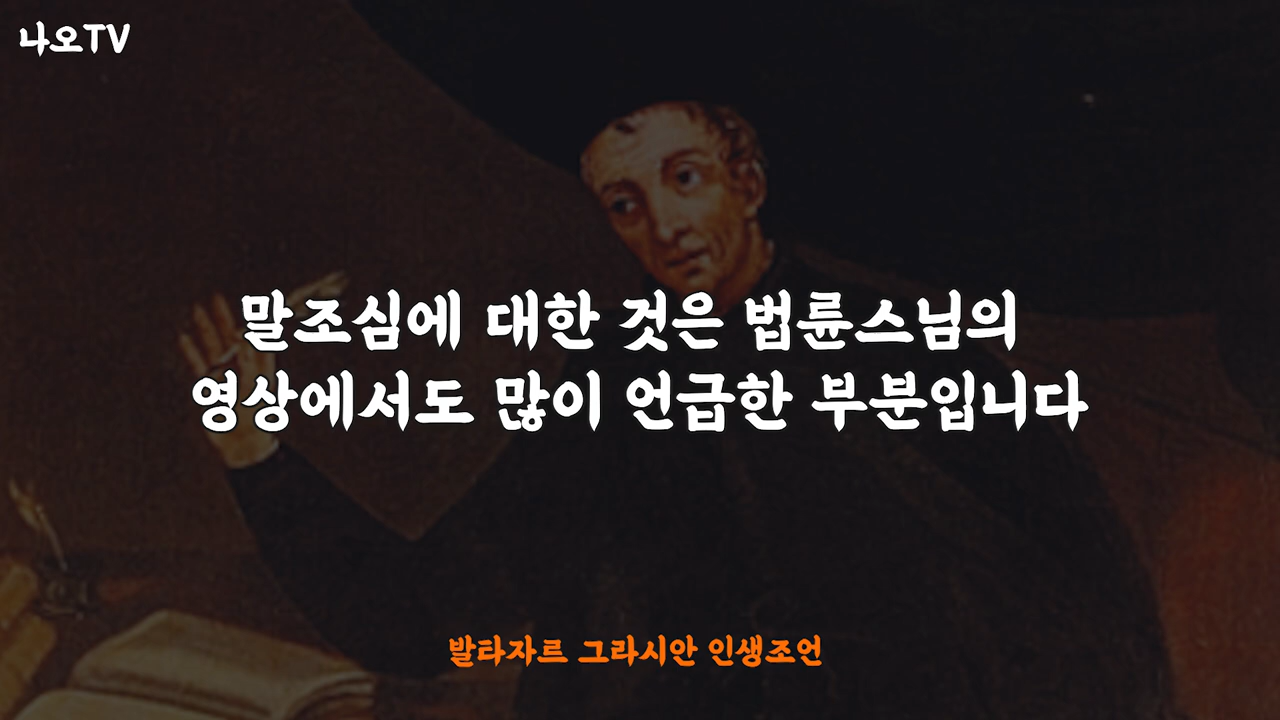 나오TV
말조심에 대한 것은 법륜스님의
영상에서도 많이 언급한 부분입니다
발타자르 그라시안 인생조언